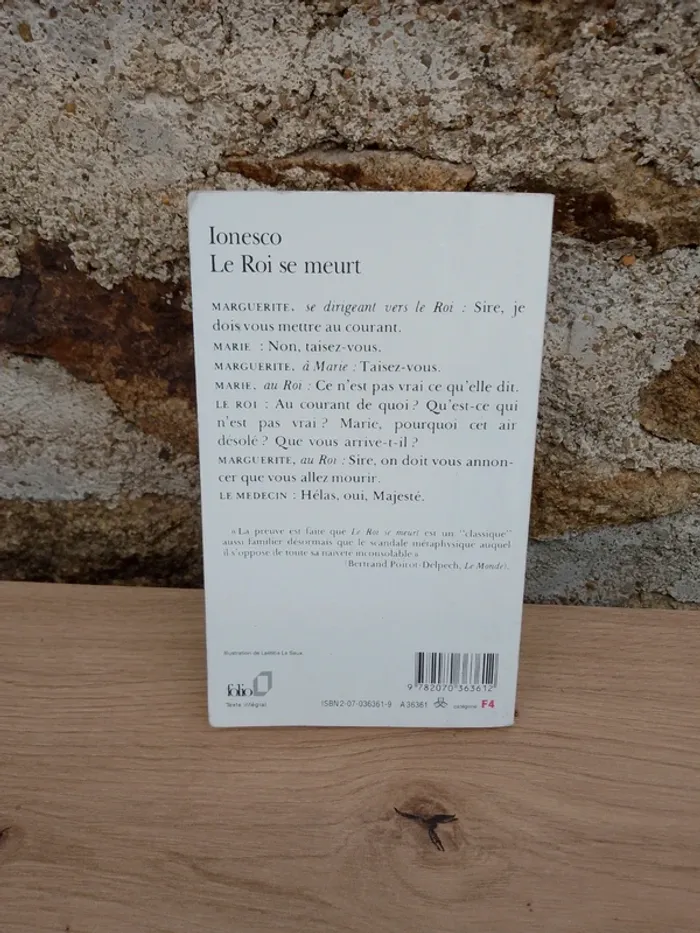 Ionesco
Le Roi se meurt
MARGUERITE, se dirigeant vers le Roi : Sire, je
dois vous mettre au courant.
MARIE : Non, taisez-vous.
MARGUERITE, à Marie : Taisez-vous.
MARIE, au Roi : Ce n'est pas vrai ce qu'elle dit.
LE ROI : Au courant de quoi ? Qu'est-ce qui
n'est pas vrai ? Marie, pourquoi cet air
désolé ? Que vous arrive-t-il ?
MARGUERITE, au Roi : Sire, on doit vous annon-
cer que vous allez mourir.
LE MEDECIN : Hélas, oui, Majesté.
« La preuve est faite que Le Roi se meurt est un "classique"
aussi familier désormais que le scandale métaphysique auquel
il s'oppose de toute sa naïveté inconsolable »
(Bertrand Poirot-Delpech, Le Monde).
Illustration de Laetitia Le Saux
folio
Texte intégral
9 782070 363612
ISBN 2-07-036361-9 A 36361 catégorie F4